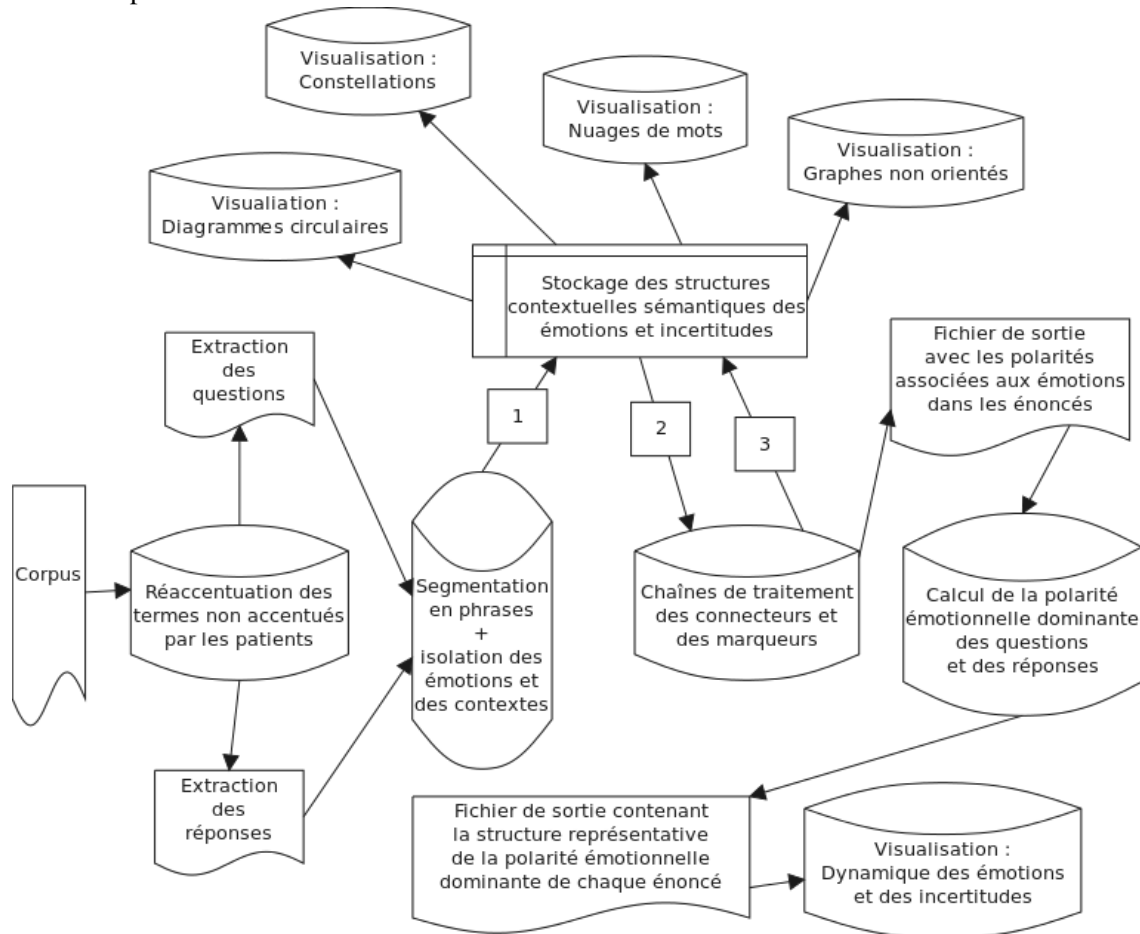 Visualisation :
Constellations
Visualisation :
Nuages de mots
Visualisation :
Graphes non orientés
Visualiation :
Diagrammes circulaires
Stockage des structures
contextuelles sémantiques des
émotions et incertitudes
Extraction
des
questions
Fichier de sortie
avec les polarités
associées aux émotions
dans les énoncés
1
2
3
Corpus
Réaccentuation des
termes non accentués
par les patients
Segmentation
en phrases
+
isolation des
émotions et
des contextes
Chaînes de traitement
des connecteurs et
des marqueurs
Calcul de la polarité
émotionnelle dominante
des questions
et des réponses
Extraction
des
réponses
Fichier de sortie contenant
la structure représentative
de la polarité émotionnelle
dominante de chaque énoncé
Visualisation :
Dynamique des émotions
et des incertitudes